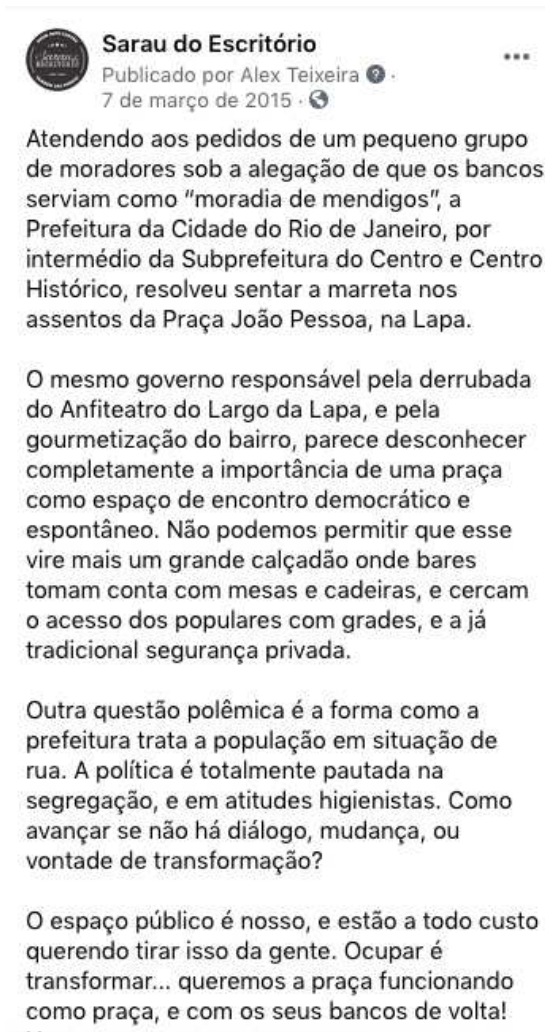 Sarau do Escritório
Publicado por Alex Teixeira
7 de março de 2015
Atendendo aos pedidos de um pequeno grupo
de moradores sob a alegação de que os bancos
serviam como “moradia de mendigos”, a
Prefeitura da Cidade do Rio de Janeiro, por
intermédio da Subprefeitura do Centro e Centro
Histórico, resolveu sentar a marreta nos
assentos da Praça João Pessoa, na Lapa.
O mesmo governo responsável pela derrubada
do Anfiteatro do Largo da Lapa, e pela
gourmetização do bairro, parece desconhecer
completamente a importância de uma praça
como espaço de encontro democrático e
espontâneo. Não podemos permitir que esse
vire mais um grande calçadão onde bares
tomam conta com mesas e cadeiras, e cercam
o acesso dos populares com grades, e a já
tradicional segurança privada.
Outra questão polêmica é a forma como a
prefeitura trata a população em situação de
rua. A política é totalmente pautada na
segregação, e em atitudes higienistas. Como
avançar se não há diálogo, mudança, ou
vontade de transformação?
O espaço público é nosso, e estão a todo custo
querendo tirar isso da gente. Ocupar é
transformar... queremos a praça funcionando
como praça, e com os seus bancos de volta!